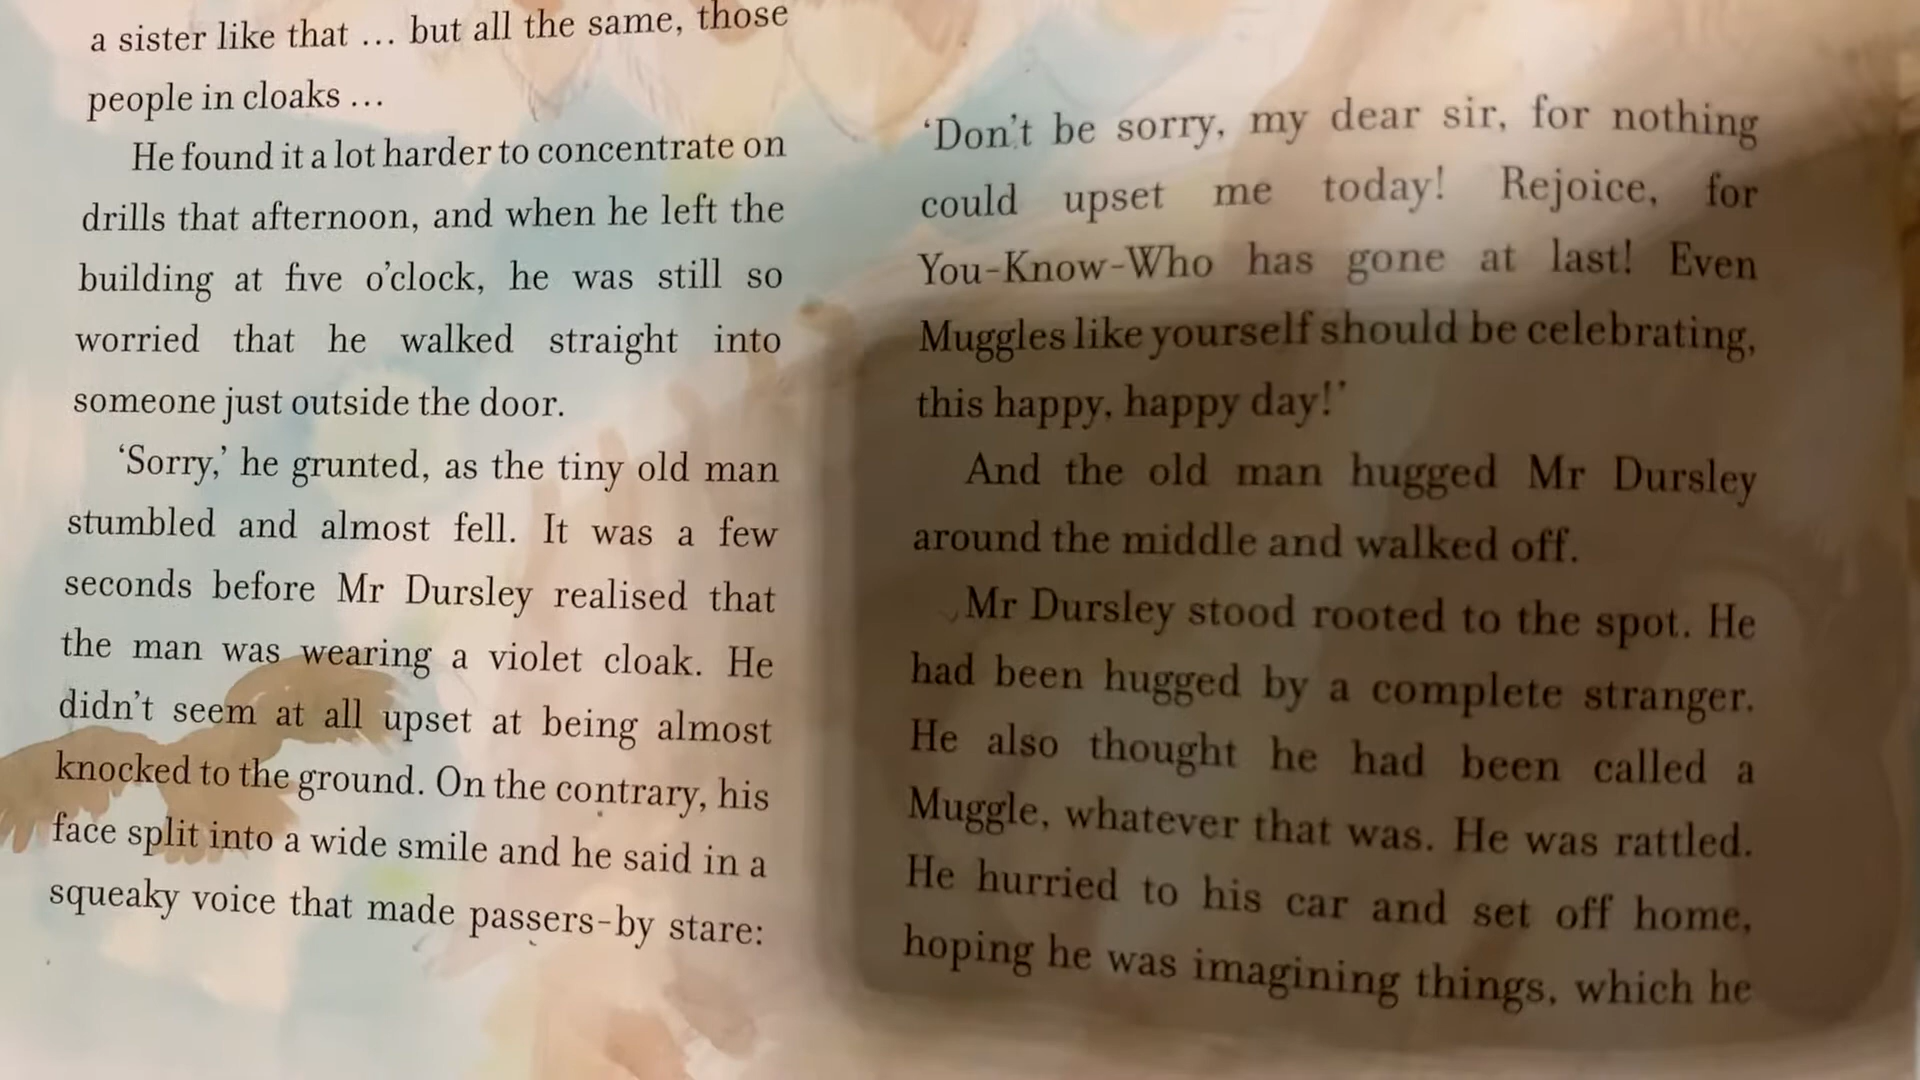 a sister like that … but all the same, those
people in cloaks …
He found it a lot harder to concentrate on
drills that afternoon, and when he left the
building at five o'clock, he was still so
worried that he walked straight into
someone just outside the door.
‘Sorry,’ he grunted, as the tiny old man
stumbled and almost fell. It was a few
seconds before Mr Dursley realised that
the man was wearing a violet cloak. He
didn't seem at all upset at being almost
knocked to the ground. On the contrary, his
face split into a wide smile and he said in a
squeaky voice that made passers-by stare:
‘Don't be sorry, my dear sir, for nothing
could upset me today! Rejoice, for
You-Know-Who has gone at last! Even
Muggles like yourself should be celebrating,
this happy, happy day!’
And the old man hugged Mr Dursley
around the middle and walked off.
Mr Dursley stood rooted to the spot. He
had been hugged by a complete stranger.
He also thought he had been called a
Muggle, whatever that was. He was rattled.
He hurried to his car and set off home,
hoping he was imagining things, which he